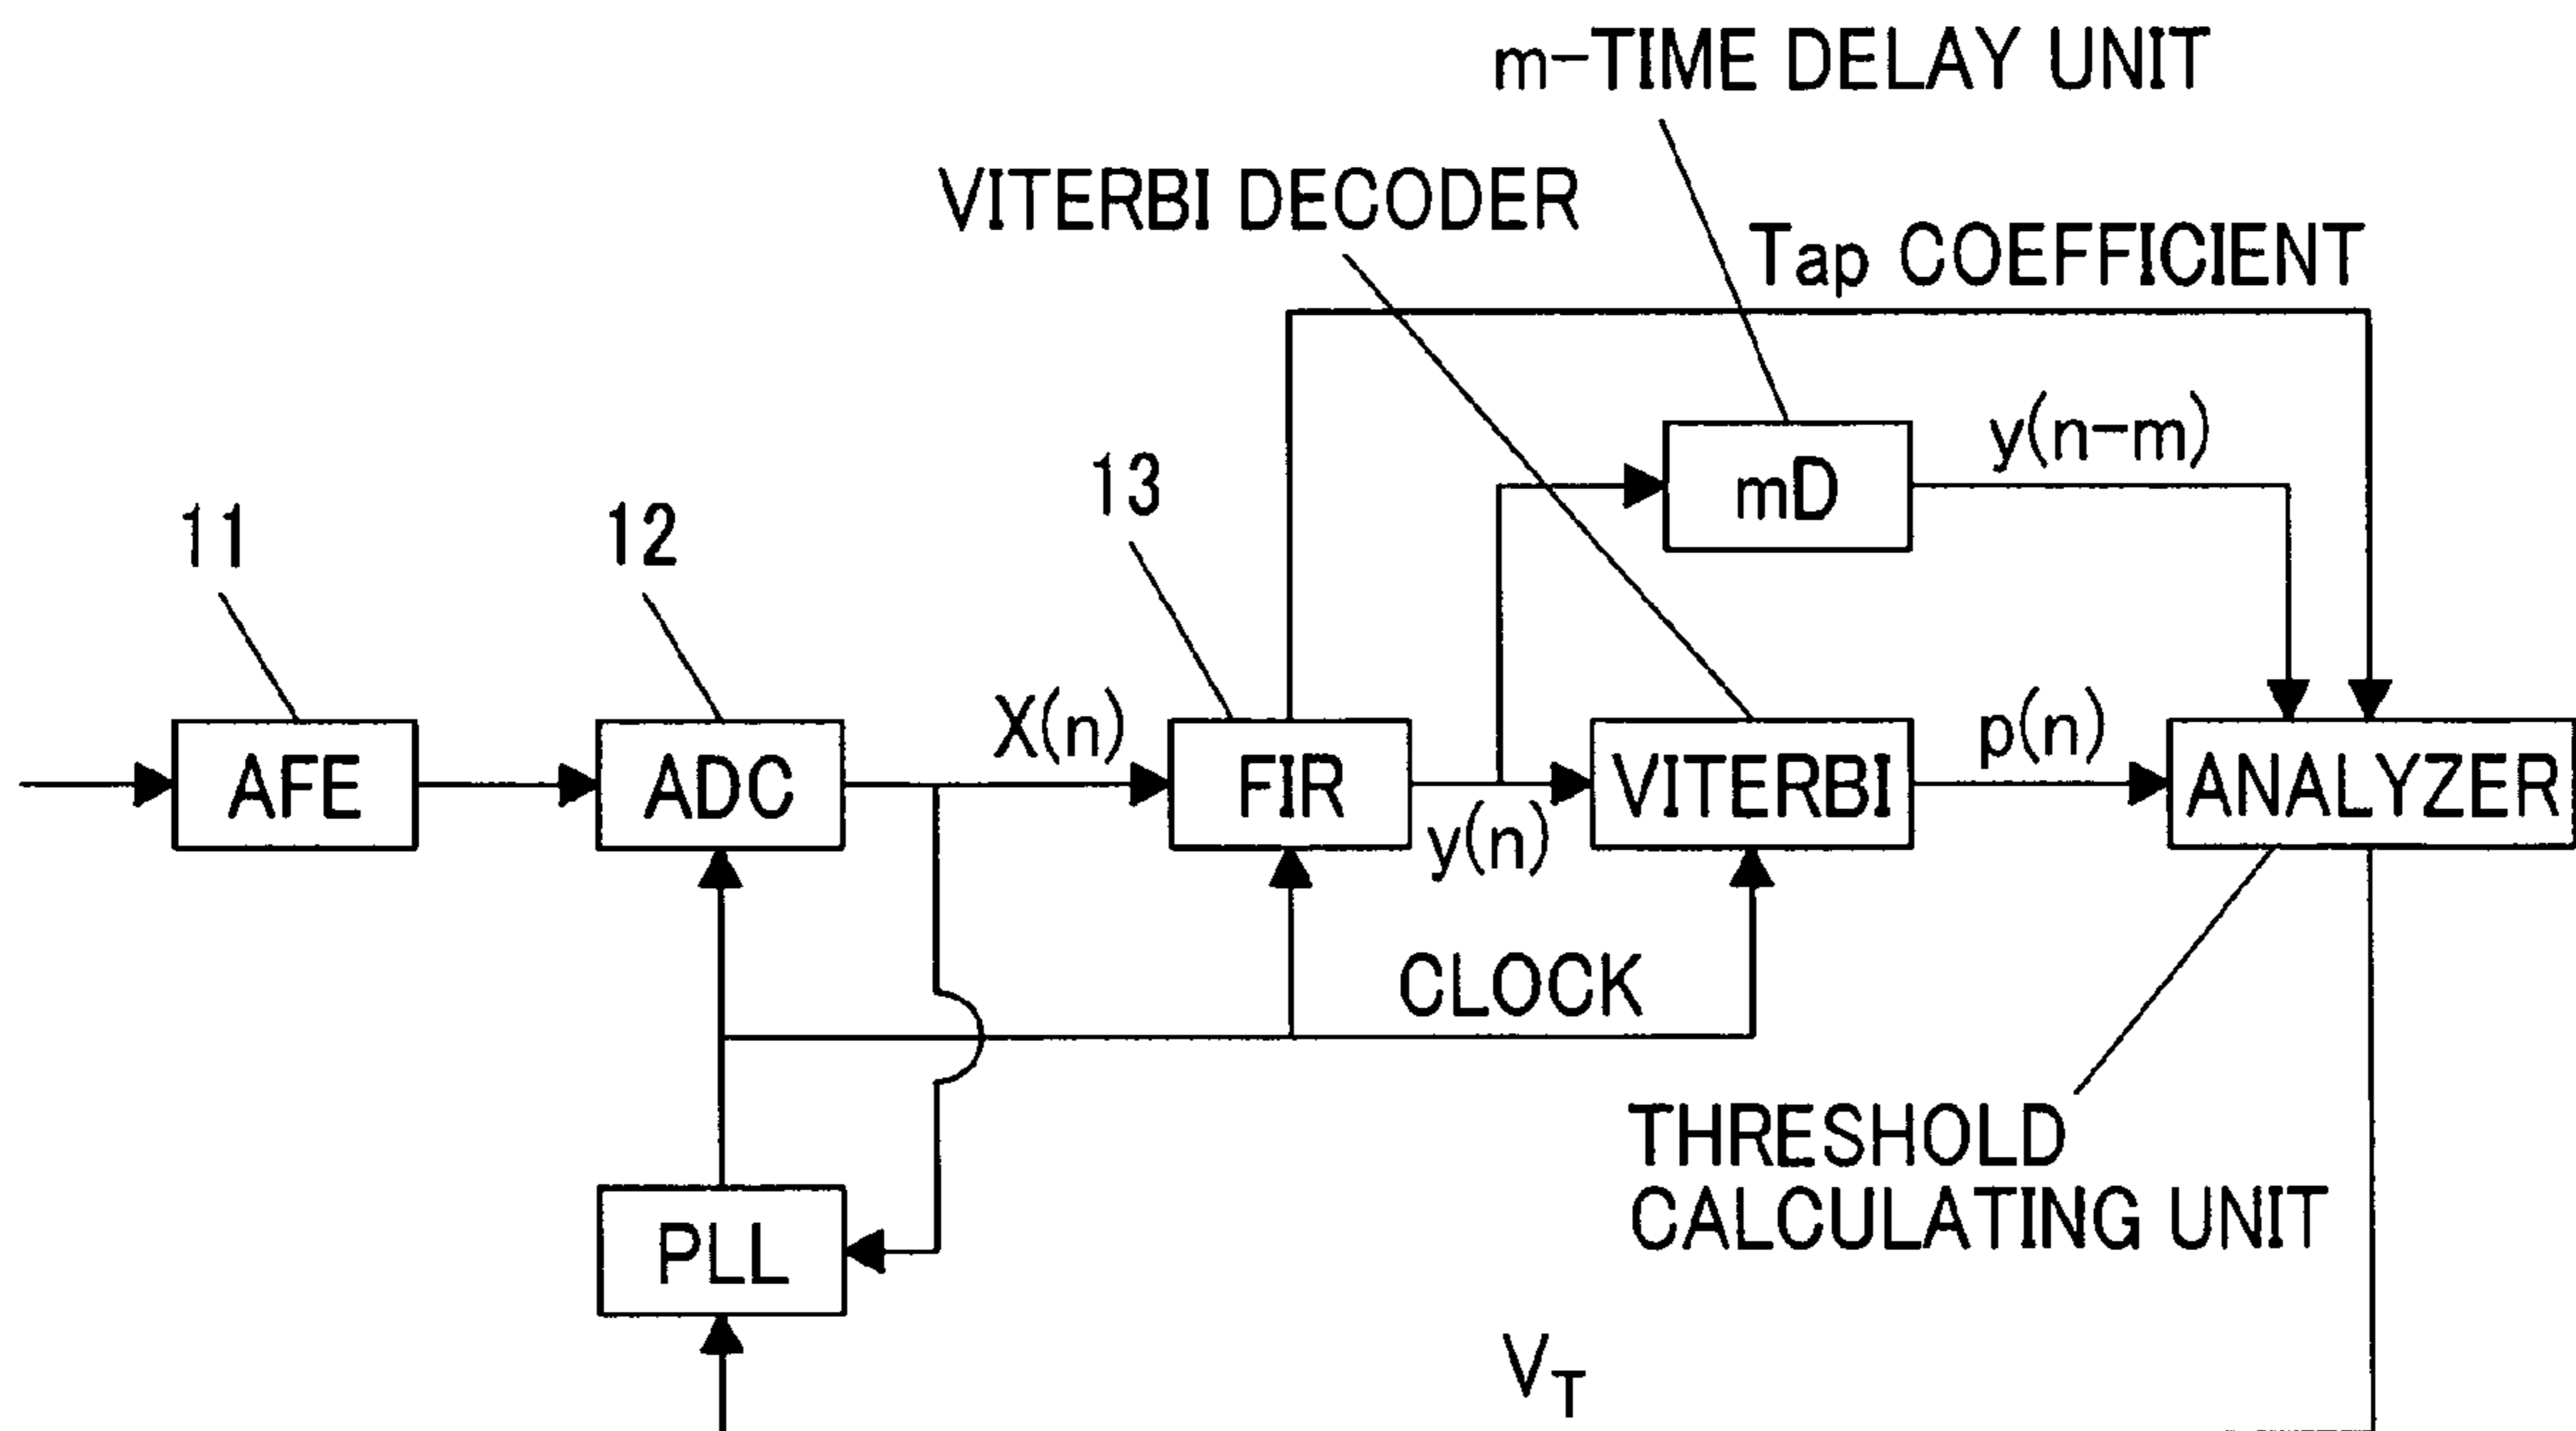 m-TIME DELAY UNIT
VITERBI DECODER
Tap COEFFICIENT
y(n-m)
mD
13
11
12
X(n)
p(n)
AFE
ADC
FIR
VITERBI
ANALYZER
y(n)
CLOCK
THRESHOLD
CALCULATING UNIT
PLL
VT